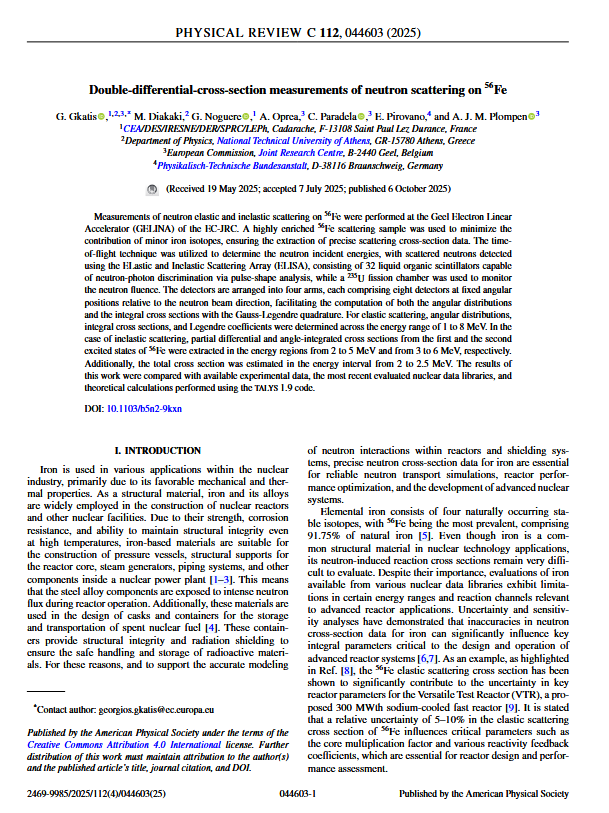 PHYSICAL REVIEW C 112, 044603 (2025)
Double-differential-cross-section measurements of neutron scattering on 56Fe
G. Gkatis,1,2,3,* M. Diakaki,2 G. Noguere,1 A. Oprea,3 C. Paradela,3 E. Pirovano,4 and A. J. M. Plompen3
1CEA/DES/IRESNE/DER/SPRC/LEPh, Cadarache, F-13108 Saint Paul Lez Durance, France
2Department of Physics, National Technical University of Athens, GR-15780 Athens, Greece
3European Commission, Joint Research Centre, B-2440 Geel, Belgium
4Physikalisch-Technische Bundesanstalt, D-38116 Braunschweig, Germany
(Received 19 May 2025; accepted 7 July 2025; published 6 October 2025)
Measurements of neutron elastic and inelastic scattering on 56Fe were performed at the Geel Electron Linear
Accelerator (GELINA) of the EC-JRC. A highly enriched 56Fe scattering sample was used to minimize the
contribution of minor iron isotopes, ensuring the extraction of precise scattering cross-section data. The time-
of-flight technique was utilized to determine the neutron incident energies, with scattered neutrons detected
using the ELastic and Inelastic Scattering Array (ELISA), consisting of 32 liquid organic scintillators capable
of neutron-photon discrimination via pulse-shape analysis, while a 235U fission chamber was used to monitor
the neutron fluence. The detectors are arranged into four arms, each comprising eight detectors at fixed angular
positions relative to the neutron beam direction, facilitating the computation of both the angular distributions
and the integral cross sections with the Gauss-Legendre quadrature. For elastic scattering, angular distributions,
integral cross sections, and Legendre coefficients were determined across the energy range of 1 to 8 MeV. In the
case of inelastic scattering, partial differential and angle-integrated cross sections from the first and the second
excited states of 56Fe were extracted in the energy regions from 2 to 5 MeV and from 3 to 6 MeV, respectively.
Additionally, the total cross section was estimated in the energy interval from 2 to 2.5 MeV. The results of
this work were compared with available experimental data, the most recent evaluated nuclear data libraries, and
theoretical calculations performed using the TALYS 1.9 code.
DOI: 10.1103/b5n2-9kxn
I. INTRODUCTION
Iron is used in various applications within the nuclear
industry, primarily due to its favorable mechanical and ther-
mal properties. As a structural material, iron and its alloys
are widely employed in the construction of nuclear reactors
and other nuclear facilities. Due to their strength, corrosion
resistance, and ability to maintain structural integrity even
at high temperatures, iron-based materials are suitable for
the construction of pressure vessels, structural supports for
the reactor core, steam generators, piping systems, and other
components inside a nuclear power plant [1–3]. This means
that the steel alloy components are exposed to intense neutron
flux during reactor operation. Additionally, these materials are
used in the design of casks and containers for the storage
and transportation of spent nuclear fuel [4]. These contain-
ers provide structural integrity and radiation shielding to
ensure the safe handling and storage of radioactive materi-
als. For these reasons, and to support the accurate modeling
*Contact author: georgios.gkatis@ec.europa.eu
Published by the American Physical Society under the terms of the
Creative Commons Attribution 4.0 International license. Further
distribution of this work must maintain attribution to the author(s)
and the published article's title, journal citation, and DOI.
of neutron interactions within reactors and shielding sys-
tems, precise neutron cross-section data for iron are essential
for reliable neutron transport simulations, reactor perfor-
mance optimization, and the development of advanced nuclear
systems.
Elemental iron consists of four naturally occurring sta-
ble isotopes, with 56Fe being the most prevalent, comprising
91.75% of natural iron [5]. Even though iron is a com-
mon structural material in nuclear technology applications,
its neutron-induced reaction cross sections remain very diffi-
cult to evaluate. Despite their importance, evaluations of iron
available from various nuclear data libraries exhibit limita-
tions in certain energy ranges and reaction channels relevant
to advanced reactor applications. Uncertainty and sensitiv-
ity analyses have demonstrated that inaccuracies in neutron
cross-section data for iron can significantly influence key
integral parameters critical to the design and operation of
advanced reactor systems [6,7]. As an example, as highlighted
in Ref. [8], the 56Fe elastic scattering cross section has been
shown to significantly contribute to the uncertainty in key
reactor parameters for the Versatile Test Reactor (VTR), a pro-
posed 300 MWth sodium-cooled fast reactor [9]. It is stated
that a relative uncertainty of 5–10% in the elastic scattering
cross section of 56Fe influences critical parameters such as
the core multiplication factor and various reactivity feedback
coefficients, which are essential for reactor design and perfor-
mance assessment.
2469-9985/2025/112(4)/044603(25)
044603-1
Published by the American Physical Society